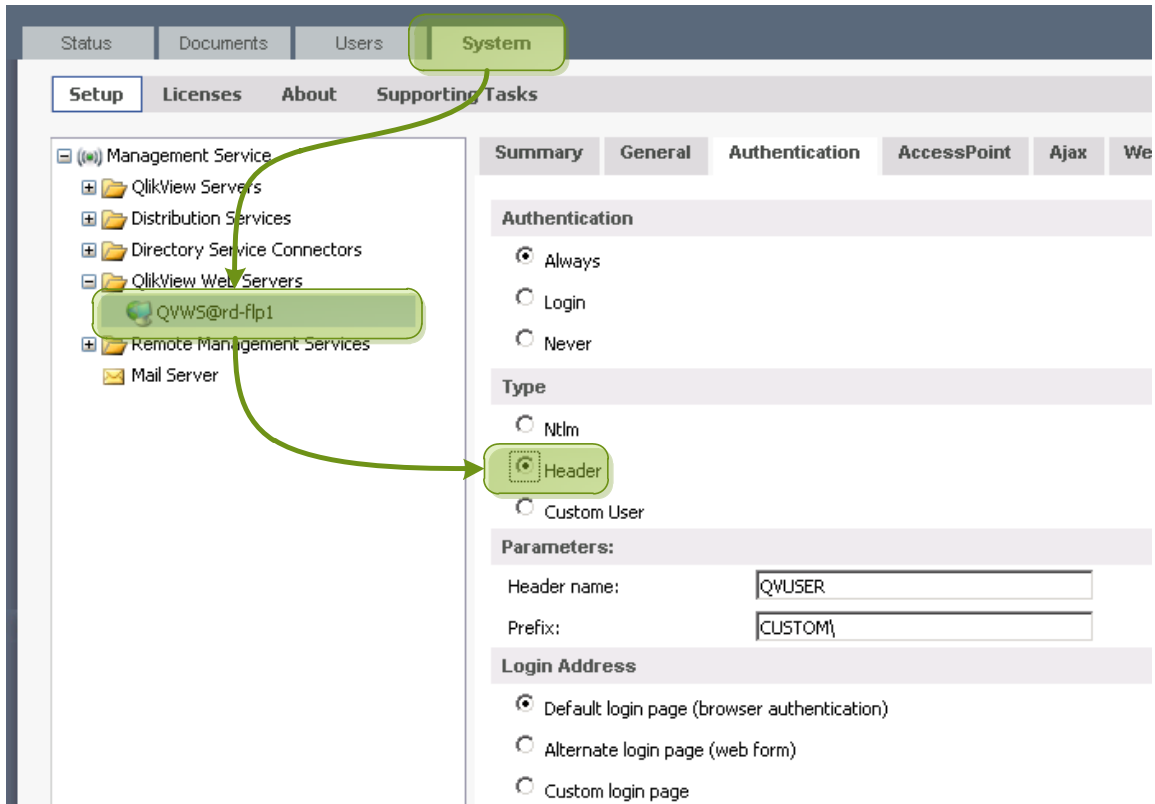 Status Documents Users System
Setup Licenses About Supporting Tasks
Management Service
QlikView Servers
Distribution Services
Directory Service Connectors
QlikView Web Servers
QVWS@rd-flp1
Remote Management Services
Mail Server
Summary General Authentication AccessPoint Ajax We
Authentication
Always
Login
Never
Type
Ntlm
Header
Custom User
Parameters:
Header name: QVUSER
Prefix: CUSTOM\
Login Address
Default login page (browser authentication)
Alternate login page (web form)
Custom login page